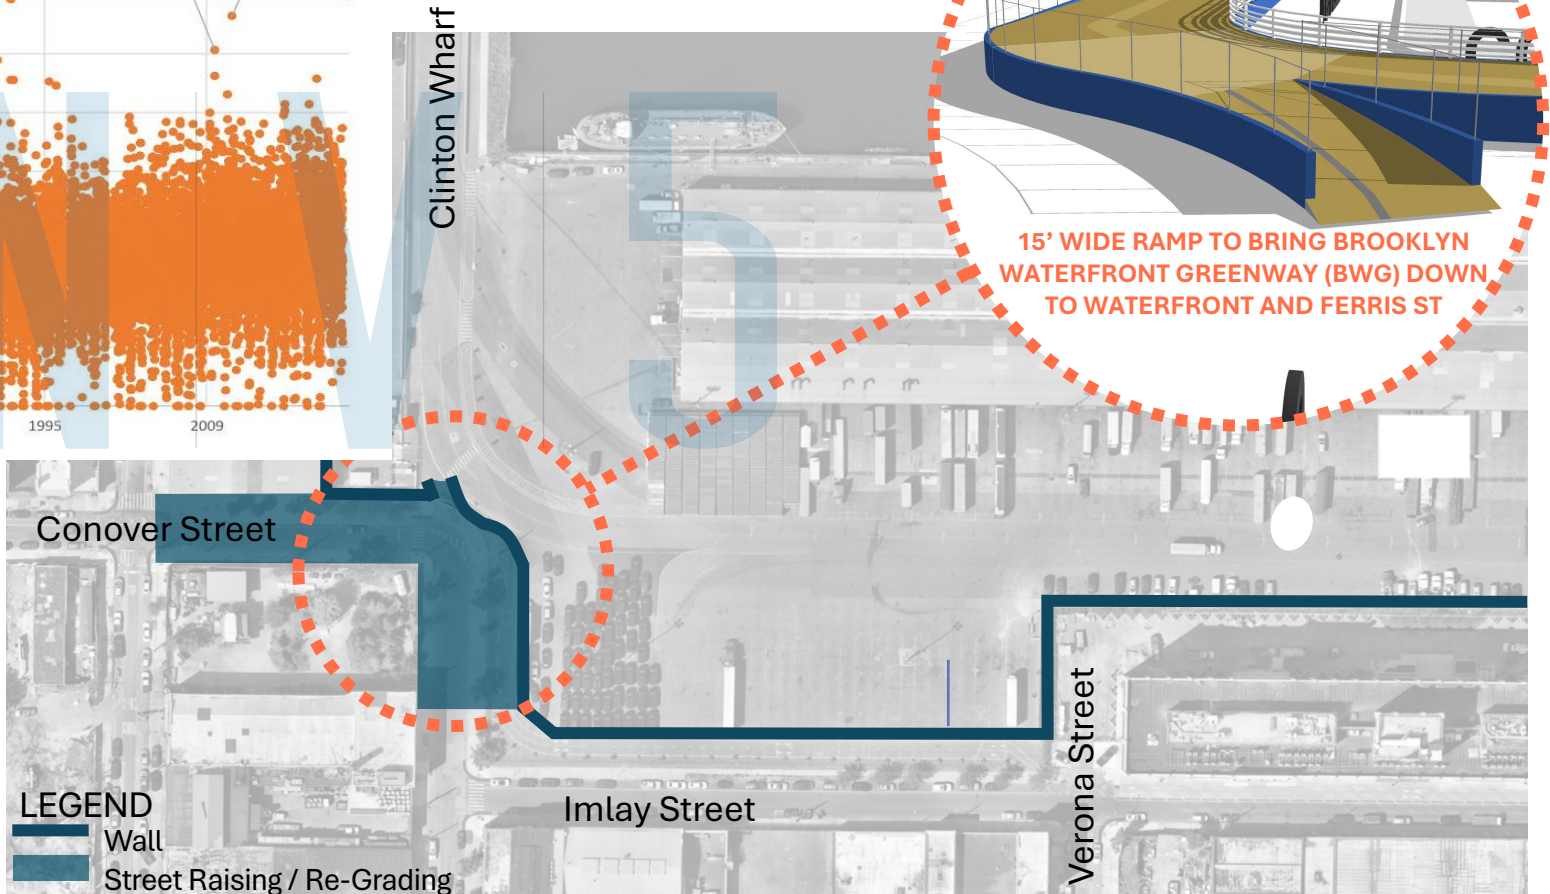 1995
2009
NV5
Clinton Wharf
15’ WIDE RAMP TO BRING BROOKLYN
WATERFRONT GREENWAY (BWG) DOWN
TO WATERFRONT AND FERRIS ST
Conover Street
Imlay Street
Verona Street
LEGEND
Wall
Street Raising / Re-Grading